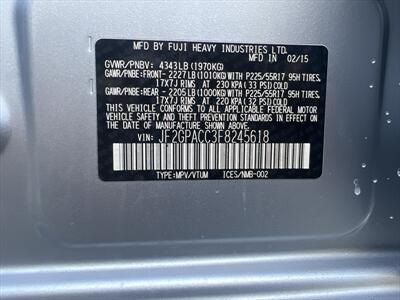 MFD BY FUJI HEAVY INDUSTRIES LTD.
GVWR/PNBV: 4343LB (1970KG) 02/15
GAWR/PNBE:FRONT- 2227LB(1010KG)WITH P225/55R17 95H TIRES,
17X7J RIMS AT 230 KPA( 33 PSI) COLD
GAWR/PNBE:REAR - 2205LB(1000KG)WITH P225/55R17 95H TIRES,
17X7J RIMS AT 220 KPA( 32 PSI) COLD
THIS VEHICLE CONFORMS TO ALL APPLICABLE FEDERAL MOTOR
VEHICLE SAFETY AND THEFT PREVENTION STANDARDS IN EFFECT
ON THE DATE OF MANUFACTURE SHOWN ABOVE.
VIN: JF2GPACC3F8245618
TYPE:MPV/VTUM ICES/NMB-002